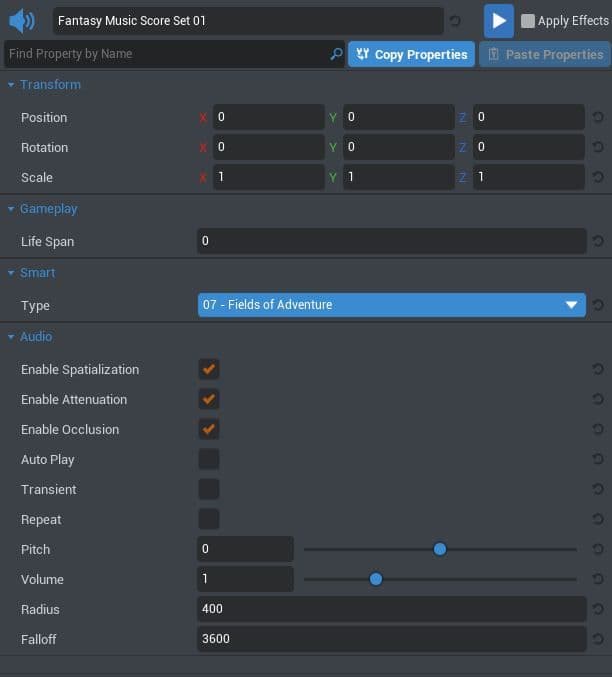 Fantasy Music Score Set 01
Apply Effects
Find Property by Name
Copy Properties
Paste Properties
Transform
Position X 0 Y 0 Z 0
Rotation X 0 Y 0 Z 0
Scale X 1 Y 1 Z 1
Gameplay
Life Span 0
Smart
Type 07 - Fields of Adventure
Audio
Enable Spatialization
Enable Attenuation
Enable Occlusion
Auto Play
Transient
Repeat
Pitch 0
Volume 1
Radius 400
Falloff 3600